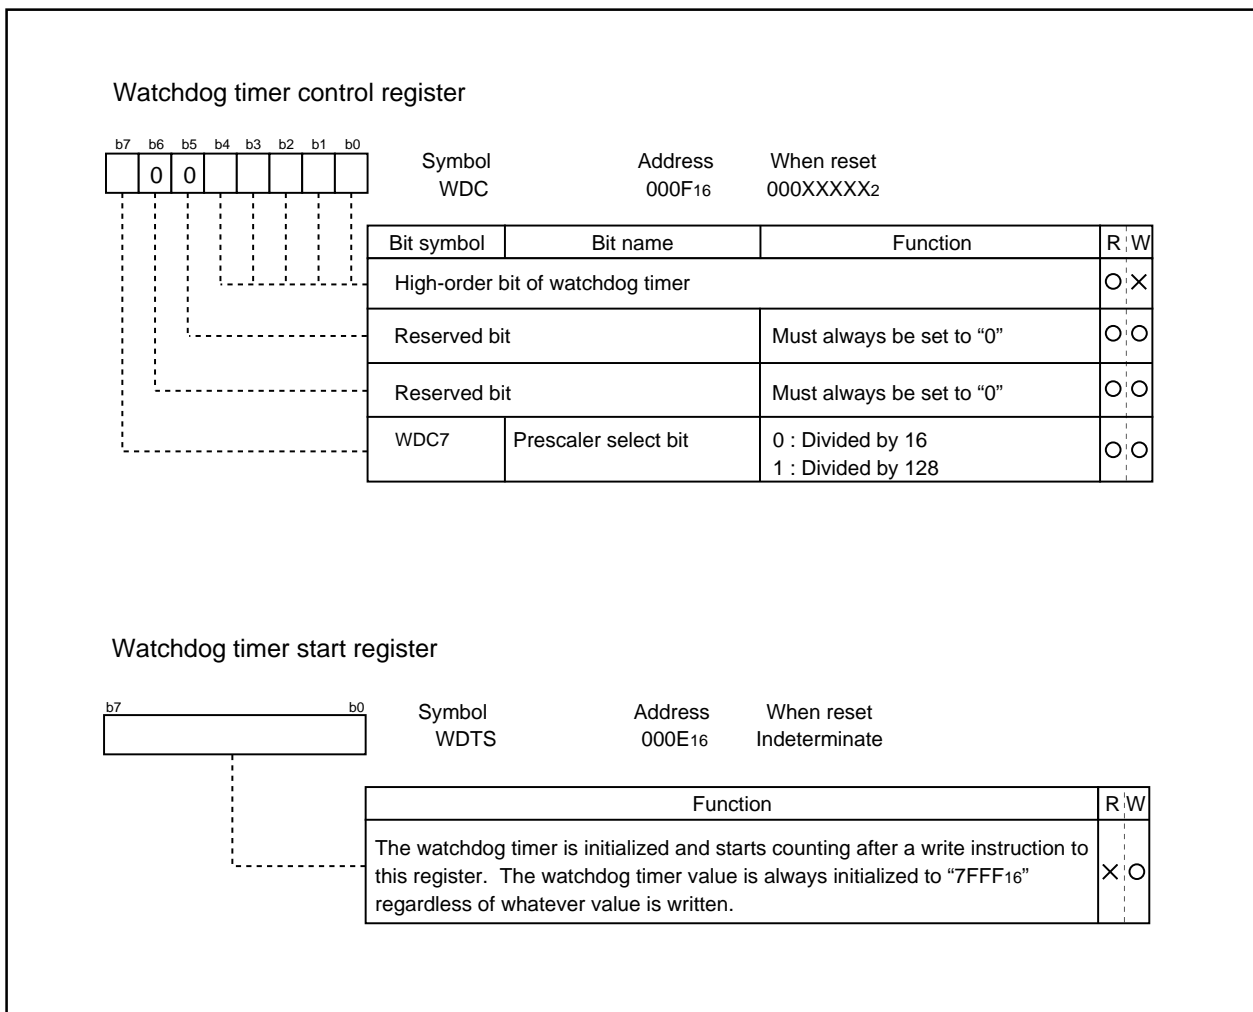 Watchdog timer control register
b7 b6 b5 b4 b3 b2 b1 b0
0 0
Symbol Address When reset
WDC 000F16 000XXXXX2
Bit symbol Bit name Function R W
High-order bit of watchdog timer
Reserved bit Must always be set to “0”
Reserved bit Must always be set to “0”
WDC7 Prescaler select bit 0 : Divided by 16
1 : Divided by 128
Watchdog timer start register
b7 b0
Symbol Address When reset
WDTS 000E16 Indeterminate
Function R W
The watchdog timer is initialized and starts counting after a write instruction to
this register. The watchdog timer value is always initialized to “7FFF16”
regardless of whatever value is written.